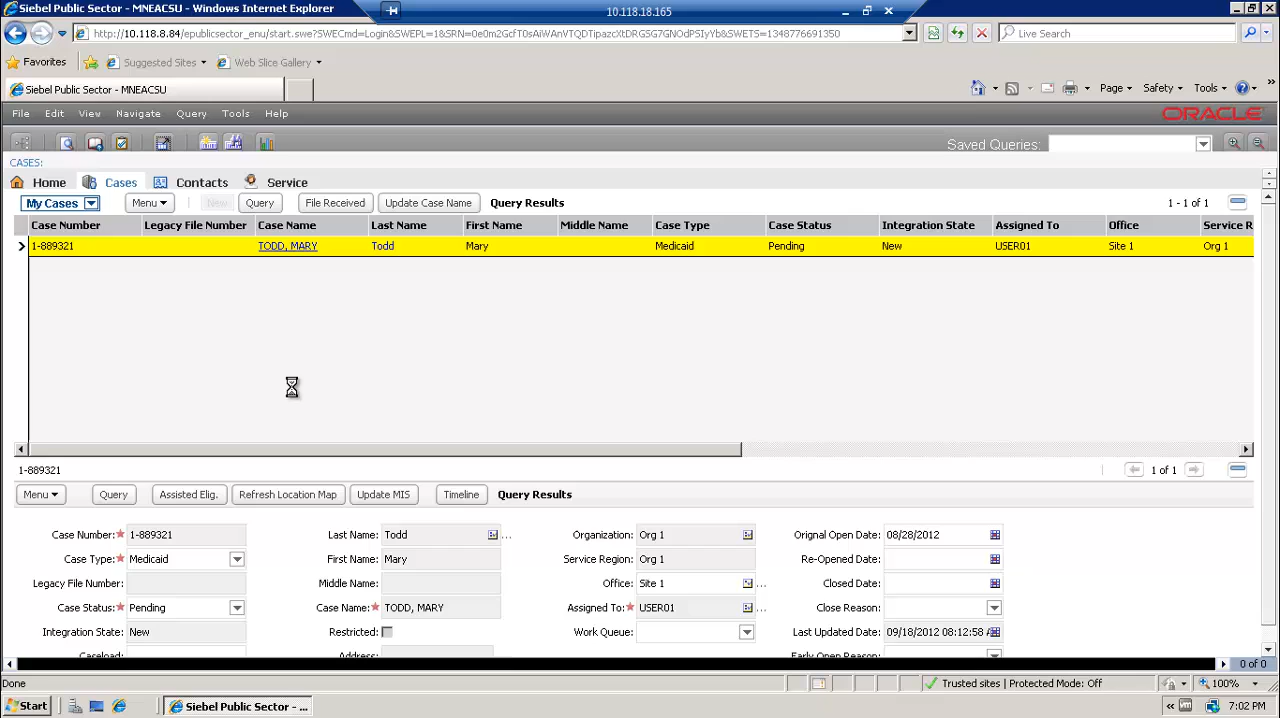 Siebel Public Sector - MNEACSU - Windows Internet Explorer
10.118.18.165
http://10.118.8.84/epublicsector_enu/start.swe?SWECmd=Login&SWEPL=1&SRN=0e0m2GcfT0sAiWAnVTQDTipazcXtDRGSG7GNOdPSIyYb&SWETS=1348776691350
Live Search
Favorites
Suggested Sites
Web Slice Gallery
Siebel Public Sector - MNEACSU
Page
Safety
Tools
File
Edit
View
Navigate
Query
Tools
Help
ORACLE
Saved Queries:
CASES:
Home
Cases
Contacts
Service
My Cases
Menu
New
Query
File Received
Update Case Name
Query Results
1 - 1 of 1
Case Number Legacy File Number Case Name Last Name First Name Middle Name Case Type Case Status Integration State Assigned To Office Service R
1-889321 TODD, MARY Todd Mary Medicaid Pending New USER01 Site 1 Org 1
1-889321
1 of 1
Menu
Query
Assisted Elig.
Refresh Location Map
Update MIS
Timeline
Query Results
Case Number: 1-889321 Last Name: Todd ... Organization: Org 1 Orignal Open Date: 08/28/2012
Case Type: Medicaid First Name: Mary Service Region: Org 1 Re-Opened Date:
Legacy File Number: Middle Name: Office: Site 1 ... Closed Date:
Case Status: Pending Case Name: TODD, MARY Assigned To: USER01 ... Close Reason:
Integration State: New Restricted: Work Queue: Last Updated Date: 09/18/2012 08:12:58
Caseload: Address: Early Open Reason:
0 of 0
Done
Trusted sites | Protected Mode: Off
100%
Start
Siebel Public Sector - ...
7:02 PM